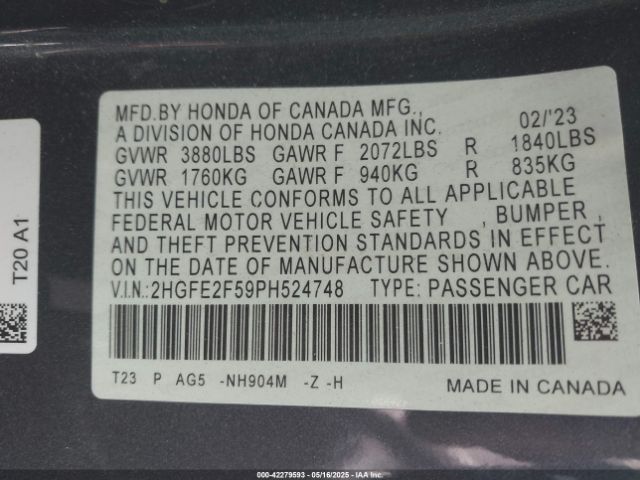 MFD.BY HONDA OF CANADA MFG.,
A DIVISION OF HONDA CANADA INC. 02/'23
GVWR 3880LBS GAWR F 2072LBS R 1840LBS
GVWR 1760KG GAWR F 940KG R 835KG
THIS VEHICLE CONFORMS TO ALL APPLICABLE
FEDERAL MOTOR VEHICLE SAFETY , BUMPER ,
AND THEFT PREVENTION STANDARDS IN EFFECT
ON THE DATE OF MANUFACTURE SHOWN ABOVE.
V.I.N.:2HGFE2F59PH524748 TYPE: PASSENGER CAR
T23 P AG5 -NH904M -Z -H MADE IN CANADA
T20 A1
000-42279593 - 05/16/2025 - IAA Inc.